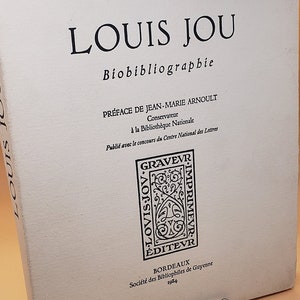 LOUIS JOU
Biobibliographie
PRÉFACE DE JEAN-MARIE ARNOULT
Conservateur
à la Bibliothèque Nationale
Publié avec le concours du Centre National des Lettres
LOUIS·JOU·GRAVEUR
IMPRIMEUR
ÉDITEUR
BORDEAUX
Société des Bibliophiles de Guyenne
1984
LOUIS JOU